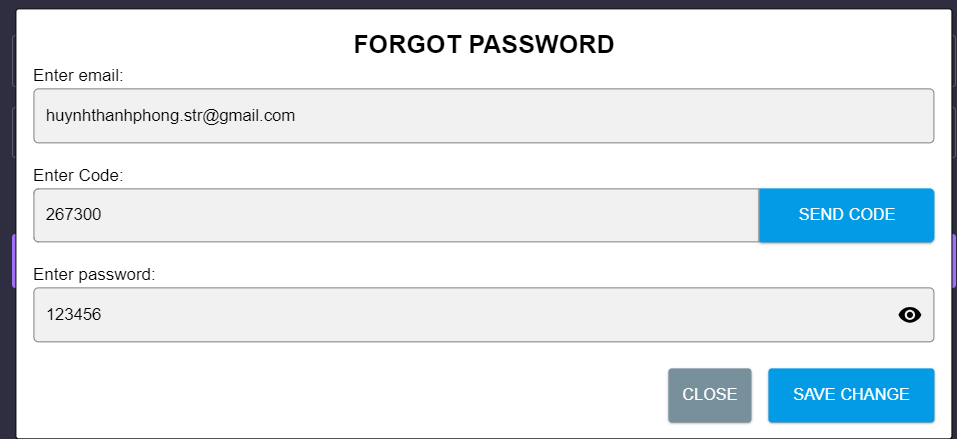 FORGOT PASSWORD
Enter email:
huynhthanhphong.str@gmail.com
Enter Code:
267300
SEND CODE
Enter password:
123456
CLOSE
SAVE CHANGE